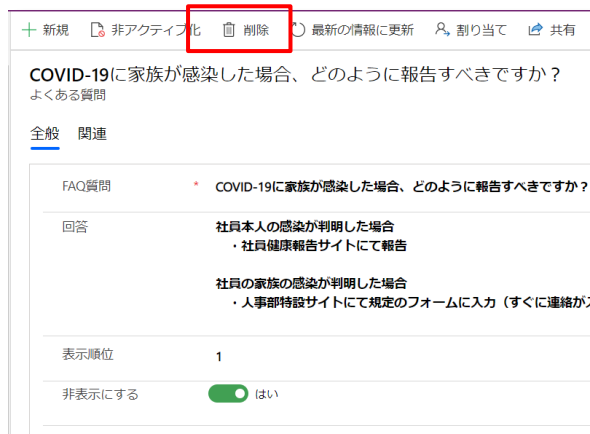 新規 非アクティブ化 削除 最新の情報に更新 割り当て 共有
COVID-19に家族が感染した場合、どのように報告すべきですか？
よくある質問
全般 関連
FAQ質問 * COVID-19に家族が感染した場合、どのように報告すべきですか？
回答 社員本人の感染が判明した場合
・社員健康報告サイトにて報告
社員の家族の感染が判明した場合
・人事部特設サイトにて規定のフォームに入力（すぐに連絡が
表示順位 1
非表示にする はい